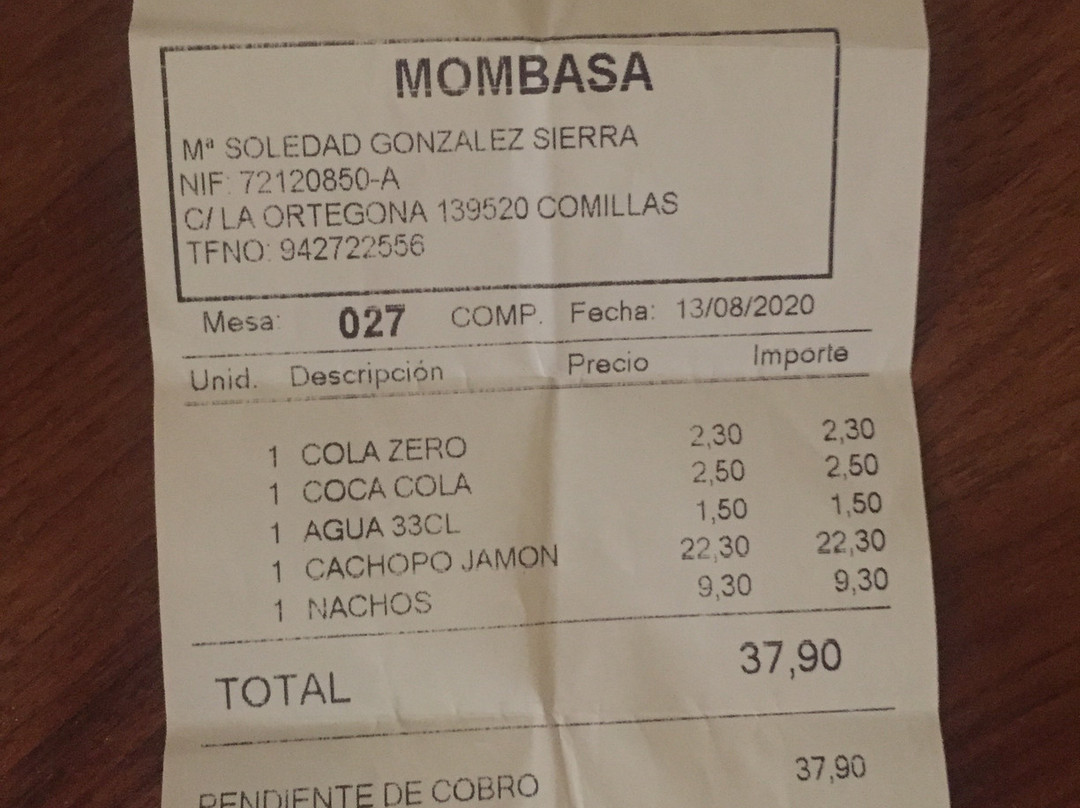 MOMBASA
Mª SOLEDAD GONZALEZ SIERRA
NIF: 72120850-A
C/ LA ORTEGONA 139520 COMILLAS
TFNO: 942722556
Mesa: 027 COMP. Fecha: 13/08/2020
Unid. Descripción Precio Importe
1 COLA ZERO 2,30 2,30
1 COCA COLA 2,50 2,50
1 AGUA 33CL 1,50 1,50
1 CACHOPO JAMON 22,30 22,30
1 NACHOS 9,30 9,30
TOTAL 37,90
PENDIENTE DE COBRO 37,90